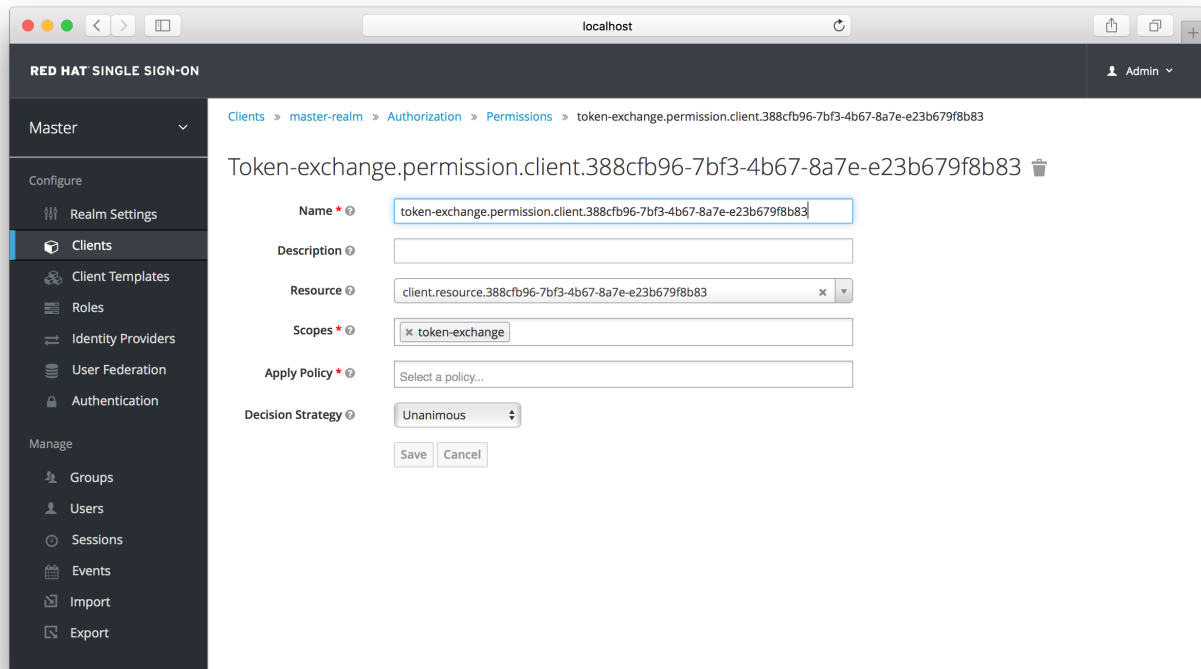 localhost
RED HAT SINGLE SIGN-ON
Admin
Master
Clients » master-realm » Authorization » Permissions » token-exchange.permission.client.388cfb96-7bf3-4b67-8a7e-e23b679f8b83
Token-exchange.permission.client.388cfb96-7bf3-4b67-8a7e-e23b679f8b83
Configure
Realm Settings
Clients
Client Templates
Roles
Identity Providers
User Federation
Authentication
Manage
Groups
Users
Sessions
Events
Import
Export
Name * token-exchange.permission.client.388cfb96-7bf3-4b67-8a7e-e23b679f8b83
Description
Resource client.resource.388cfb96-7bf3-4b67-8a7e-e23b679f8b83
Scopes * token-exchange
Apply Policy * Select a policy...
Decision Strategy Unanimous
Save Cancel